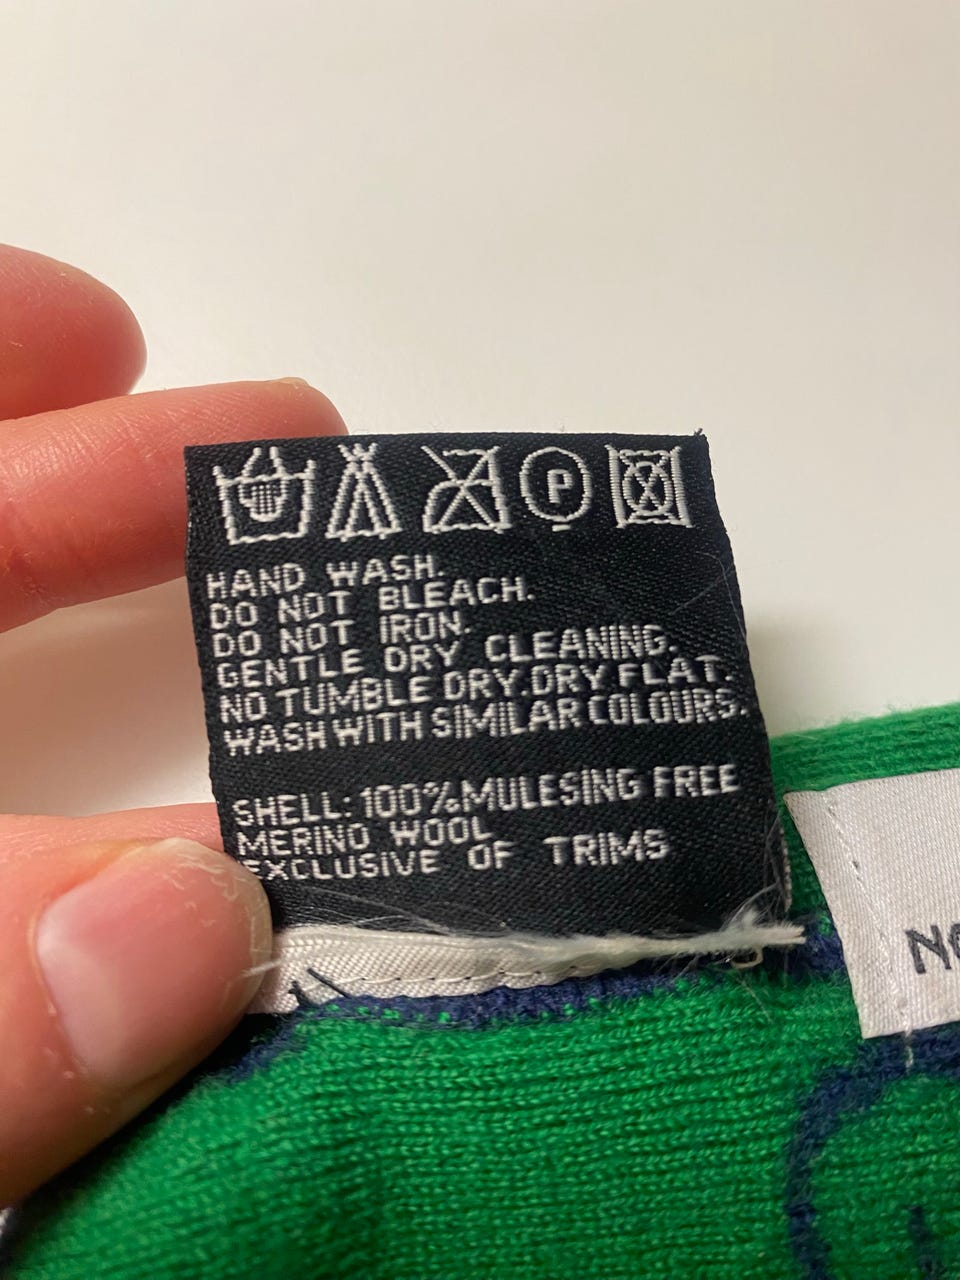 P
HAND WASH.
DO NOT BLEACH.
DO NOT IRON.
GENTLE DRY CLEANING.
NO TUMBLE DRY.DRY FLAT.
WASH WITH SIMILAR COLOURS.
SHELL: 100%MULESING FREE
MERINO WOOL
EXCLUSIVE OF TRIMS